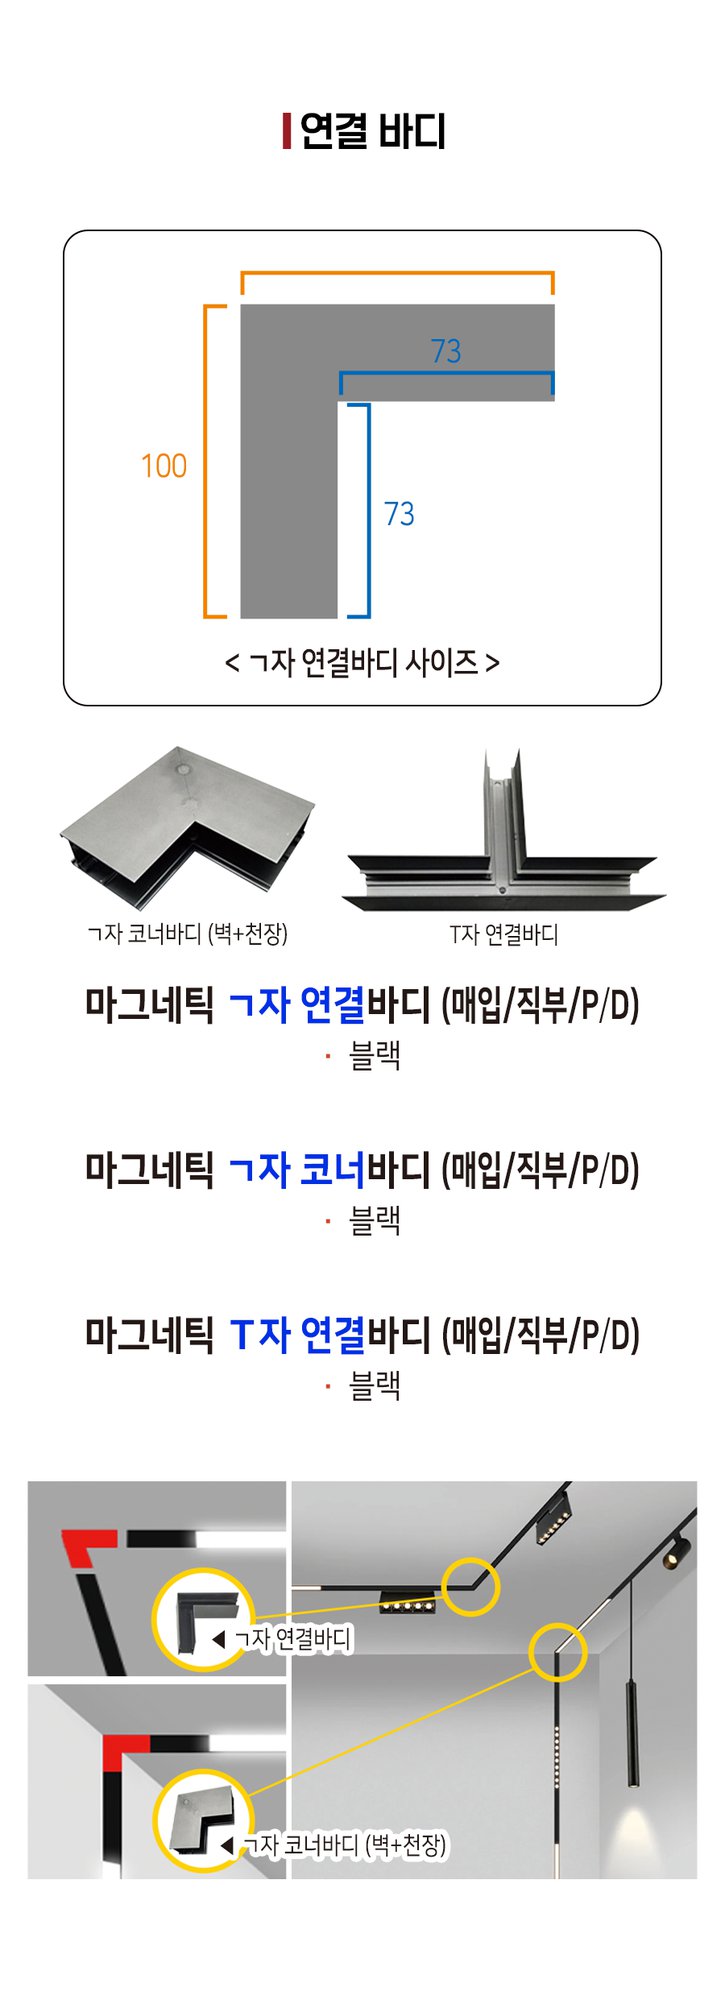 연결 바디
73
100
73
< ㄱ자 연결바디 사이즈 >
ㄱ자 코너바디 (벽+천장)
T자 연결바디
마그네틱 ㄱ자 연결바디 (매입/직부/P/D)
· 블랙
마그네틱 ㄱ자 코너바디 (매입/직부/P/D)
· 블랙
마그네틱 T자 연결바디 (매입/직부/P/D)
· 블랙
◀ ㄱ자 연결바디
◀ ㄱ자 코너바디 (벽+천장)